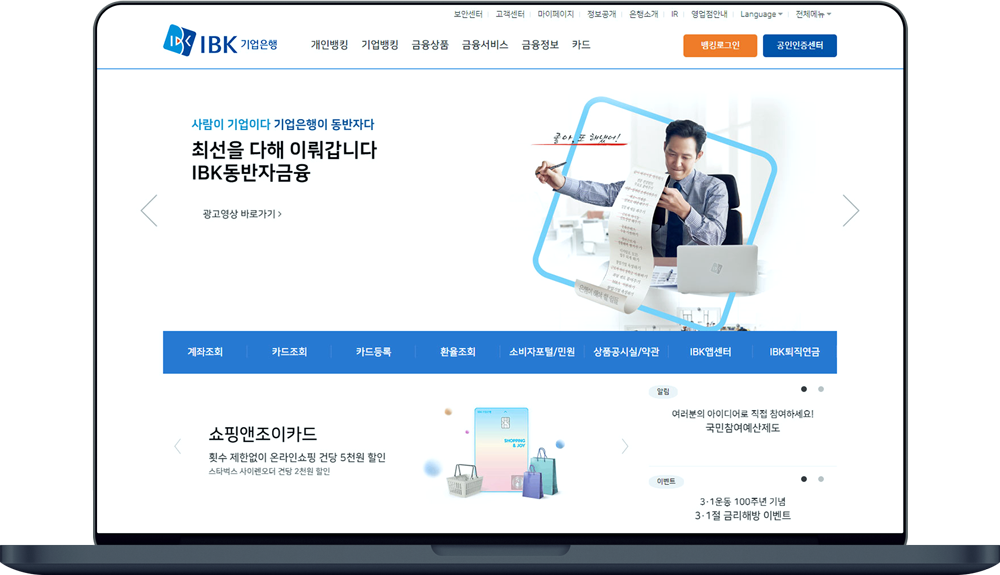 보안센터 고객센터 마이페이지 정보공개 은행소개 IR 영업점안내 Language 전체메뉴
IBK 기업은행
개인뱅킹 기업뱅킹 금융상품 금융서비스 금융정보 카드
뱅킹로그인 공인인증센터
사람이 기업이다 기업은행이 동반자다
최선을 다해 이뤄갑니다
IBK동반자금융
광고영상 바로가기 >
계좌조회 카드조회 카드등록 환율조회 소비자포털/민원 상품공시실/약관 IBK앱센터 IBK퇴직연금
쇼핑앤조이카드
횟수 제한없이 온라인쇼핑 건당 5천원 할인
스타벅스 사이렌오더 건당 2천원 할인
SHOPPING
& JOY
알림
여러분의 아이디어로 직접 참여하세요!
국민참여예산제도
이벤트
3·1운동 100주년 기념
3·1절 금리해방 이벤트